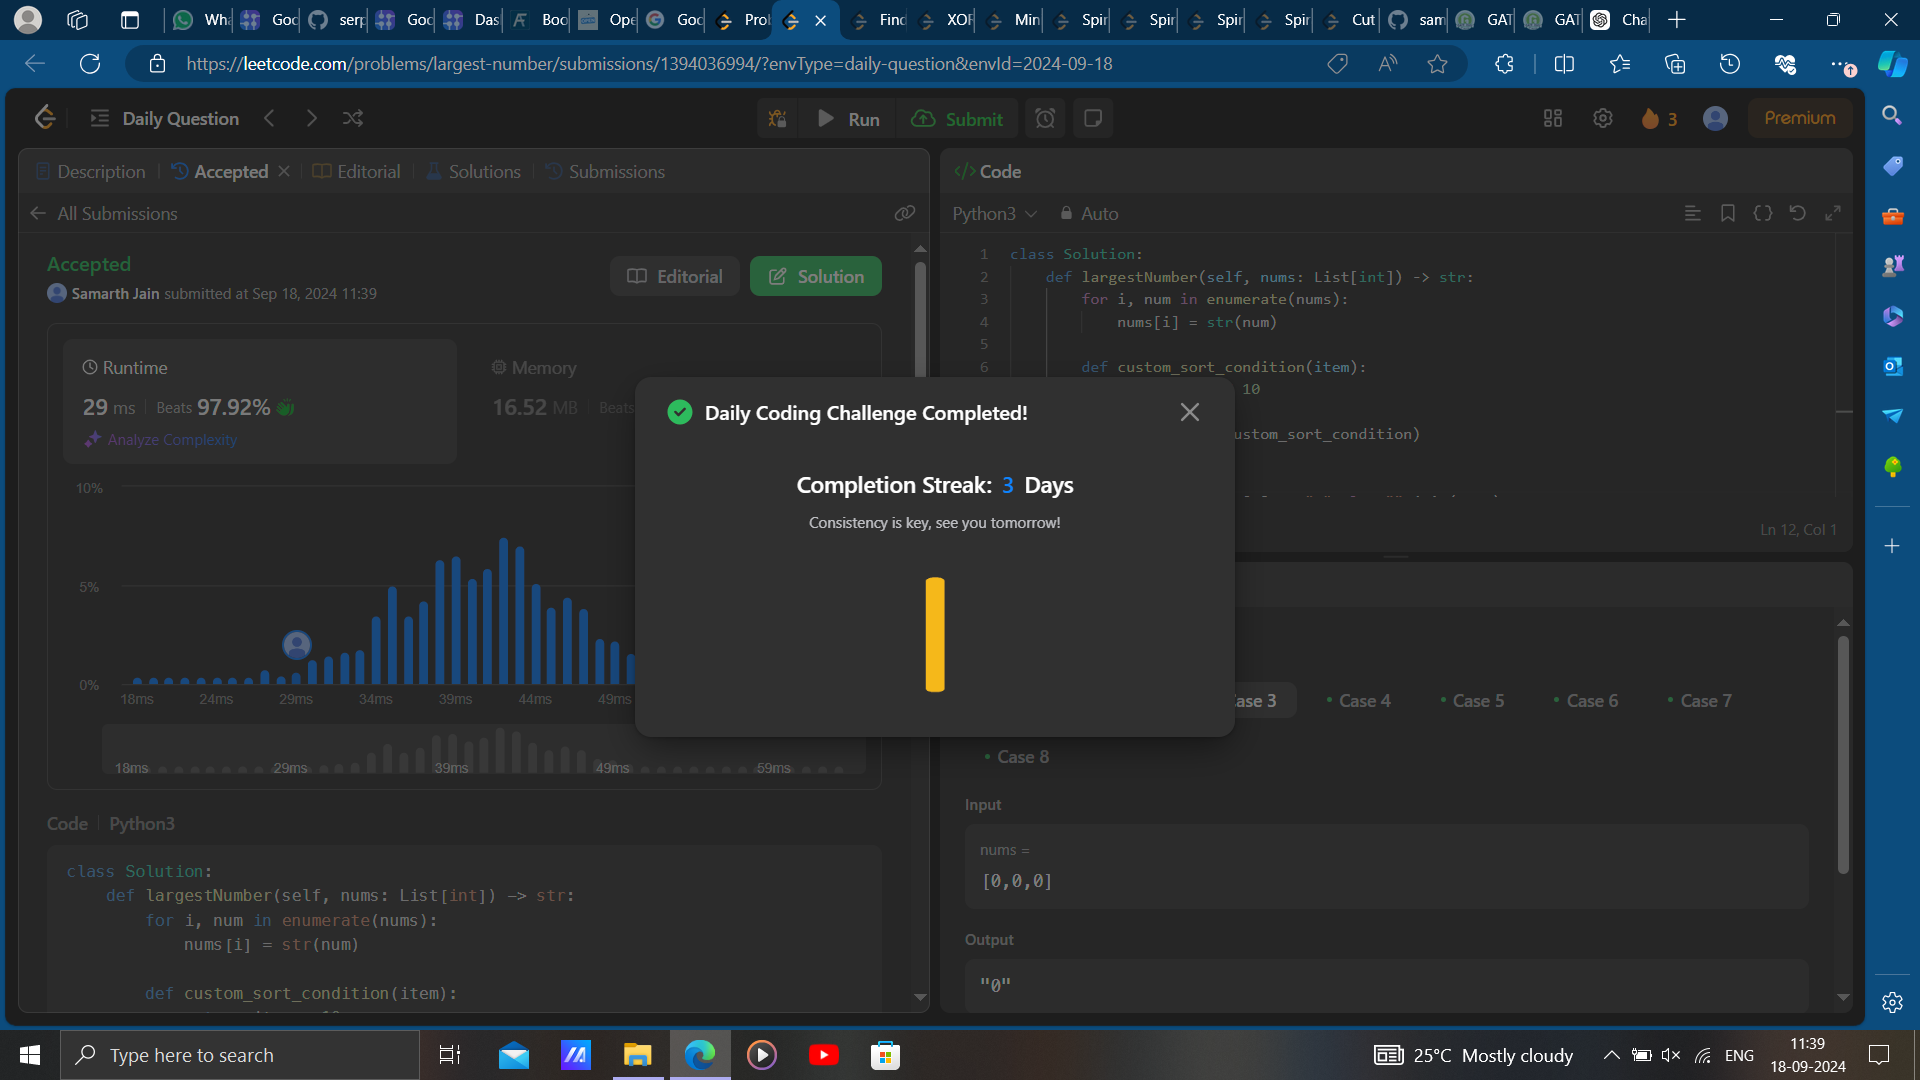 Wha
Goo
serp
Goo
Das
Boo
Ope
Goo
Prob
Find
XOR
Min
Spir
Spir
Spir
Spir
Cut
sam
GAT
GAT
Cha
https://leetcode.com/problems/largest-number/submissions/1394036994/?envType=daily-question&envId=2024-09-18
Daily Question
Run
Submit
3
Premium
Description
Accepted
Editorial
Solutions
Submissions
All Submissions
Accepted
Samarth Jain submitted at Sep 18, 2024 11:39
Editorial
Solution
Runtime
29 ms
Beats 97.92%
Analyze Complexity
Memory
16.52 MB
Beats
10%
5%
0%
18ms 24ms 29ms 34ms 39ms 44ms 49ms
18ms 29ms 39ms 49ms 59ms
Code
Python3
class Solution:
def largestNumber(self, nums: List[int]) -> str:
for i, num in enumerate(nums):
nums[i] = str(num)
def custom_sort_condition(item):
Daily Coding Challenge Completed!
Completion Streak: 3 Days
Consistency is key, see you tomorrow!
</> Code
Python3
Auto
1 class Solution:
2 def largestNumber(self, nums: List[int]) -> str:
3 for i, num in enumerate(nums):
4 nums[i] = str(num)
5
6 def custom_sort_condition(item):
10
ustom_sort_condition)
Ln 12, Col 1
ase 3
Case 4
Case 5
Case 6
Case 7
Case 8
Input
nums =
[0,0,0]
Output
"0"
Type here to search
25°C Mostly cloudy
ENG
11:39
18-09-2024